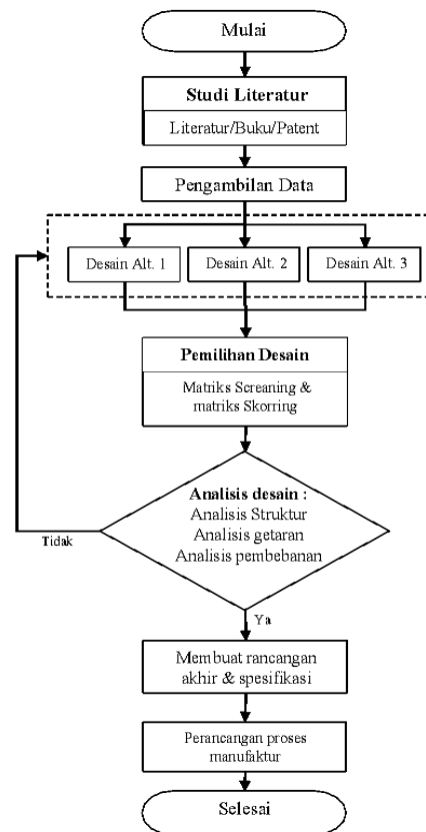 Mulai
Studi Literatur
Literatur/Buku/Patent
Pengambilan Data
Desain Alt. 1
Desain Alt. 2
Desain Alt. 3
Pemilihan Desain
Matriks Screaning &
matriks Skorring
Analisis desain :
Analisis Struktur
Analisis getaran
Analisis pembebanan
Tidak
Ya
Membuat rancangan
akhir & spesifikasi
Perancangan proses
manufaktur
Selesai